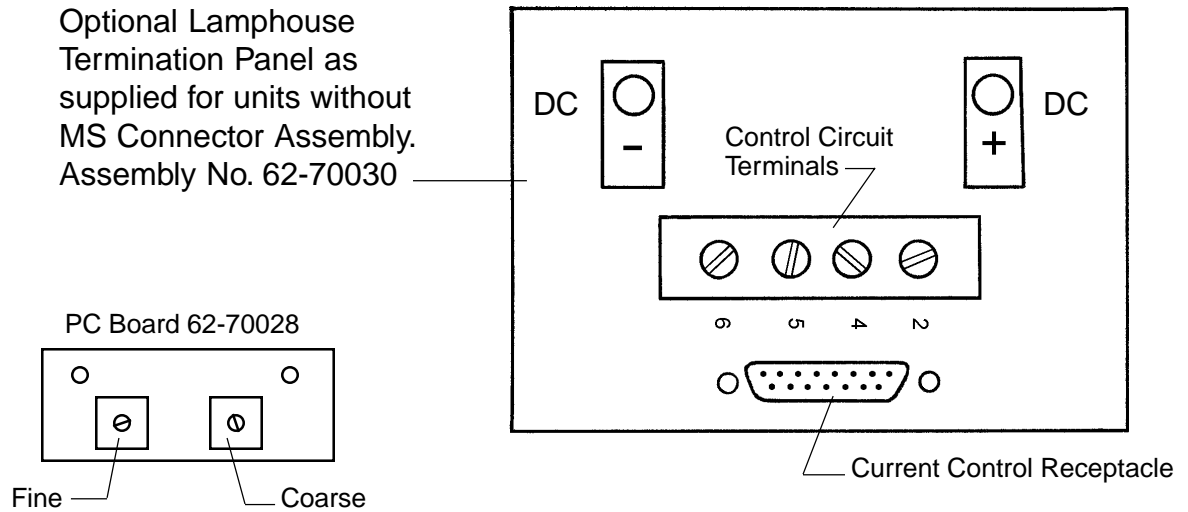 Optional Lamphouse
Termination Panel as
supplied for units without
MS Connector Assembly.
Assembly No. 62-70030
DC
-
+
DC
Control Circuit
Terminals
6 5 4 2
PC Board 62-70028
Fine
Coarse
Current Control Receptacle